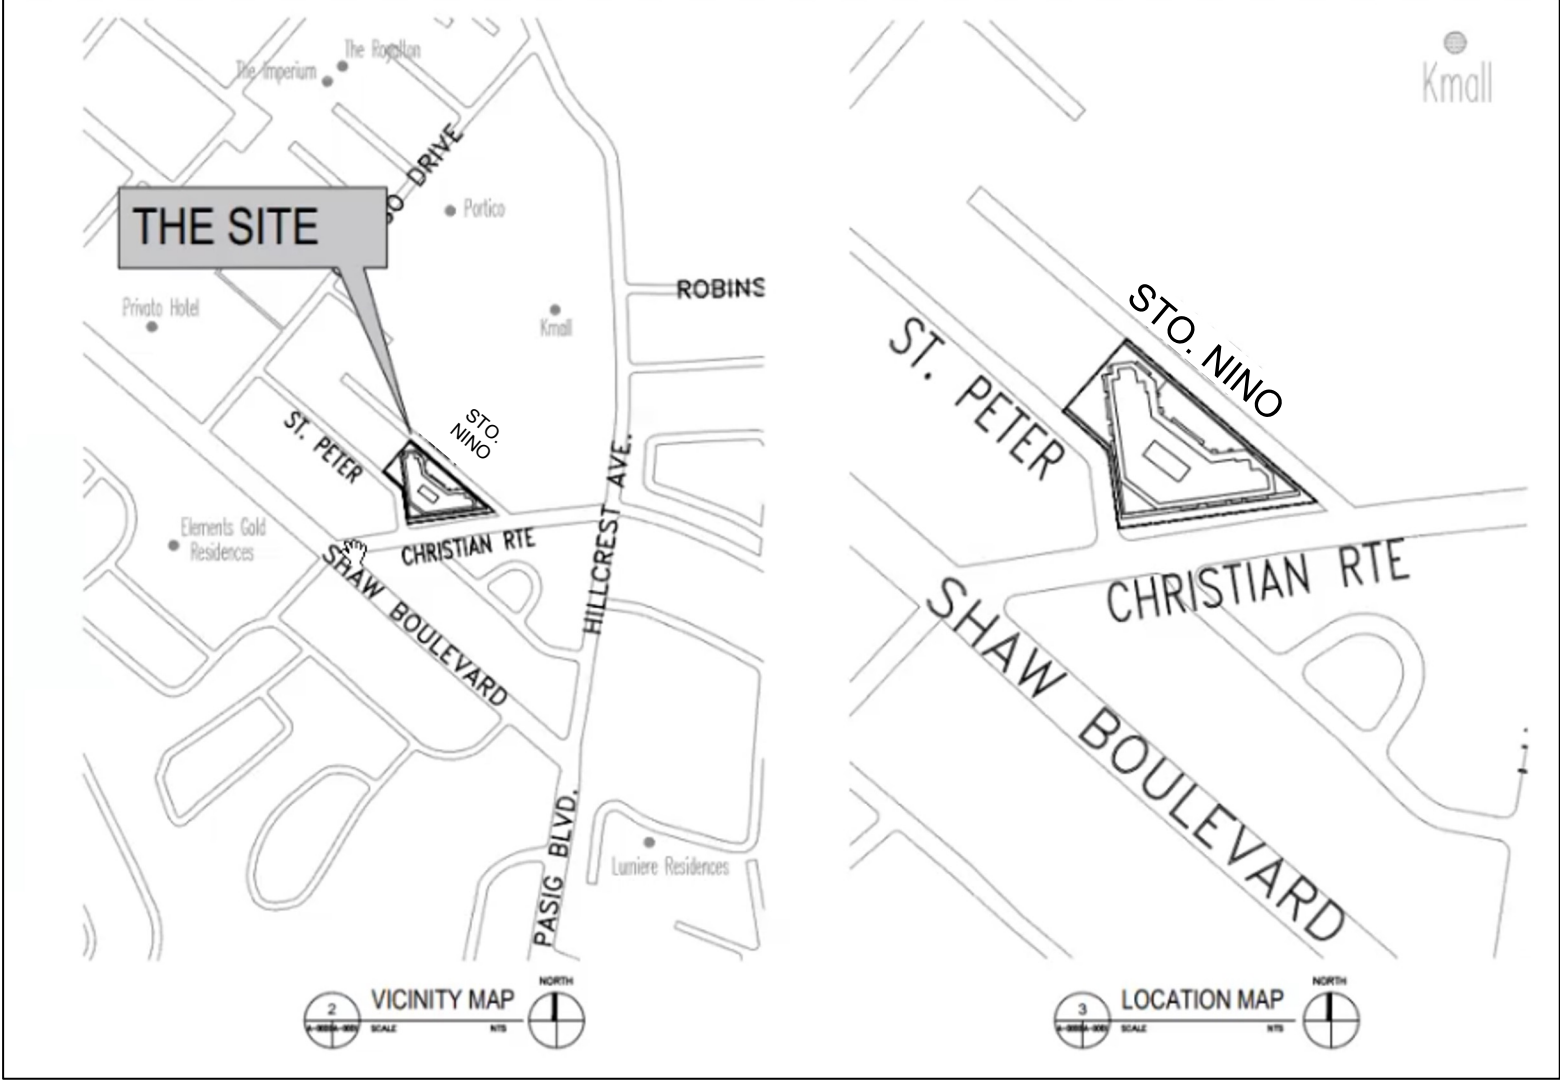 The Royalton
The Imperium
SO DRIVE
THE SITE
Portico
ROBINS
Privato Hotel
Kmall
STO.
NINO
ST. PETER
Elements Gold
Residences
CHRISTIAN RTE
HILLCREST AVE.
SHAW BOULEVARD
PASIG BLVD.
Lumiere Residences
2
VICINITY MAP
SCALE NTS
NORTH
Kmall
STO. NINO
ST. PETER
CHRISTIAN RTE
SHAW BOULEVARD
3
LOCATION MAP
SCALE NTS
NORTH